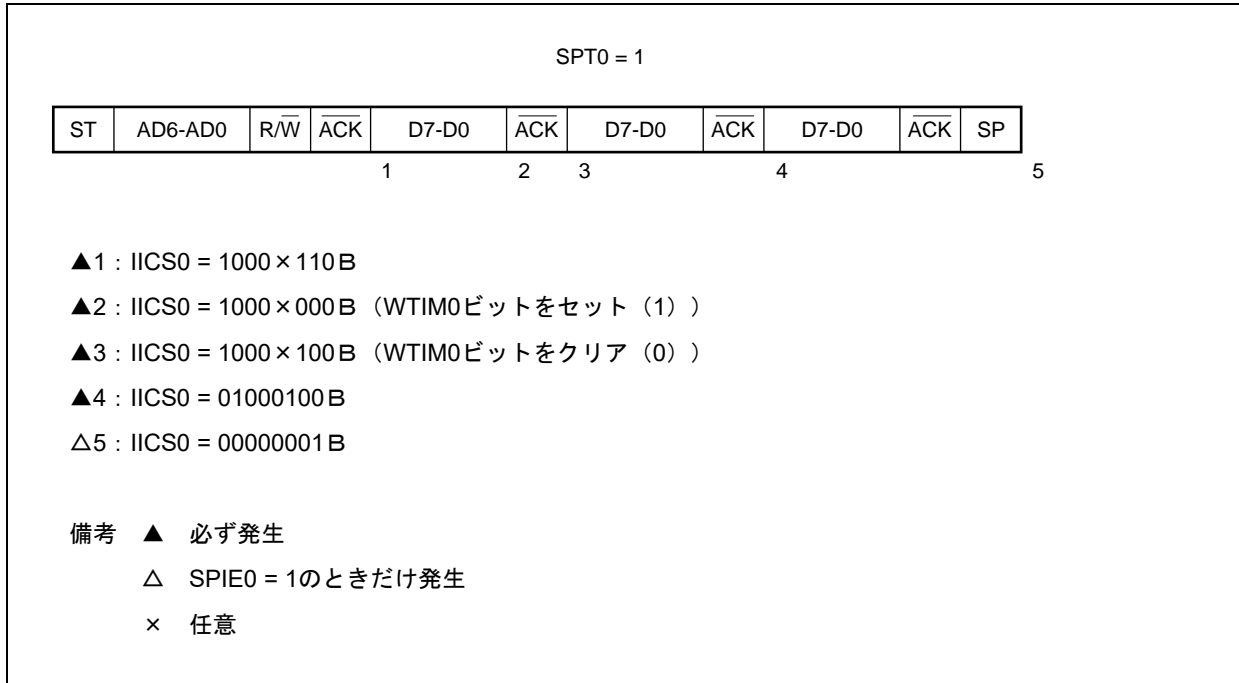 SPT0 = 1
ST AD6-AD0 R/W̅ A̅C̅K̅ D7-D0 A̅C̅K̅ D7-D0 A̅C̅K̅ D7-D0 A̅C̅K̅ SP
1 2 3 4 5
▲1：IICS0 = 1000×110B
▲2：IICS0 = 1000×000B（WTIM0ビットをセット（1））
▲3：IICS0 = 1000×100B（WTIM0ビットをクリア（0））
▲4：IICS0 = 01000100B
△5：IICS0 = 00000001B
備考 ▲ 必ず発生
△ SPIE0 = 1のときだけ発生
× 任意